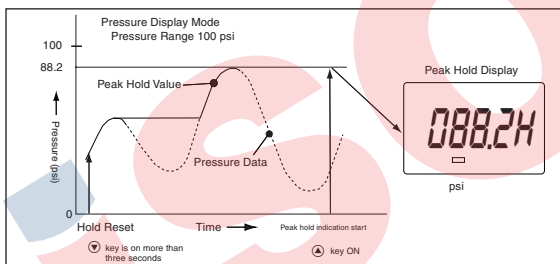 Pressure Display Mode
Pressure Range 100 psi
100
88.2
Peak Hold Value
Peak Hold Display
088.2H
psi
Pressure (psi)
Pressure Data
0
Hold Reset
Time
Peak hold indication start
key is on more than
three seconds
key ON